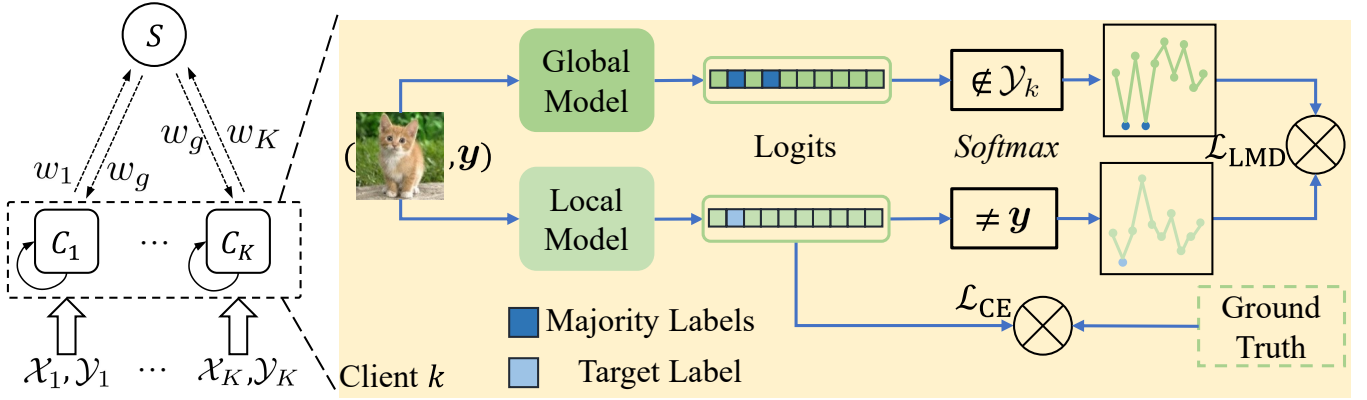 S
w_1
w_g
w_g
w_K
C_1
...
C_K
𝒳_1,𝒴_1
...
𝒳_K,𝒴_K
Client k
(
,y)
Global
Model
Local
Model
Logits
∉ 𝒴_k
Softmax
≠ y
ℒ_LMD
ℒ_CE
Majority Labels
Target Label
Ground
Truth